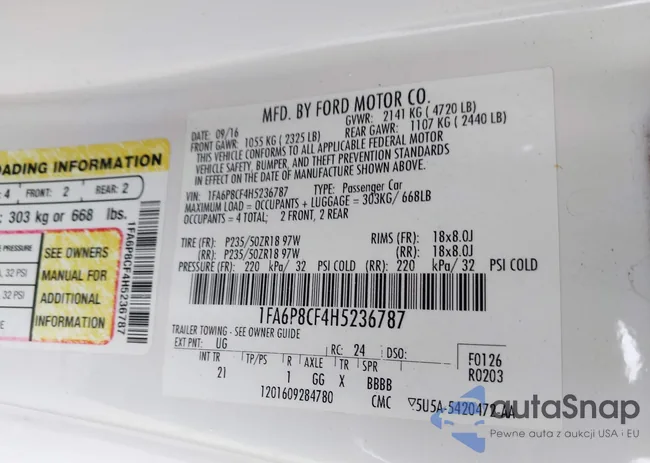 MFD. BY FORD MOTOR CO.
DATE: 09/16 GVWR: 2141 KG ( 4720 LB)
FRONT GAWR: 1055 KG ( 2325 LB) REAR GAWR: 1107 KG ( 2440 LB)
THIS VEHICLE CONFORMS TO ALL APPLICABLE FEDERAL MOTOR
VEHICLE SAFETY, BUMPER, AND THEFT PREVENTION STANDARDS
IN EFFECT ON THE DATE OF MANUFACTURE SHOWN ABOVE.
VIN: 1FA6P8CF4H5236787 TYPE: Passenger Car
MAXIMUM LOAD = OCCUPANTS + LUGGAGE = 303KG/ 668LB
OCCUPANTS = 4 TOTAL; 2 FRONT, 2 REAR
TIRE (FR): P235/50ZR18 97W RIMS (FR): 18x8.0J
(RR): P235/50ZR18 97W (RR): 18x8.0J
PRESSURE (FR): 220 kPa/ 32 PSI COLD (RR): 220 kPa/ 32 PSI COLD
1FA6P8CF4H5236787
TRAILER TOWING - SEE OWNER GUIDE
EXT PNT: UG RC: 24 DSO: F0126
INT TR TP/PS R AXLE TR SPR R0203
21 1 GG X BBBB
1201609284780 CMC 5U5A-5420472 AA
OADING INFORMATION
4 FRONT: 2 REAR: 2
: 303 kg or 668 lbs.
PRESSURE
, 32 PSI
, 32 PSI
SEE OWNERS
MANUAL FOR
ADDITIONAL
INFORMATION
1FA6P8CF4H5236787
autaSnap
Pewne auta z aukcji USA i EU